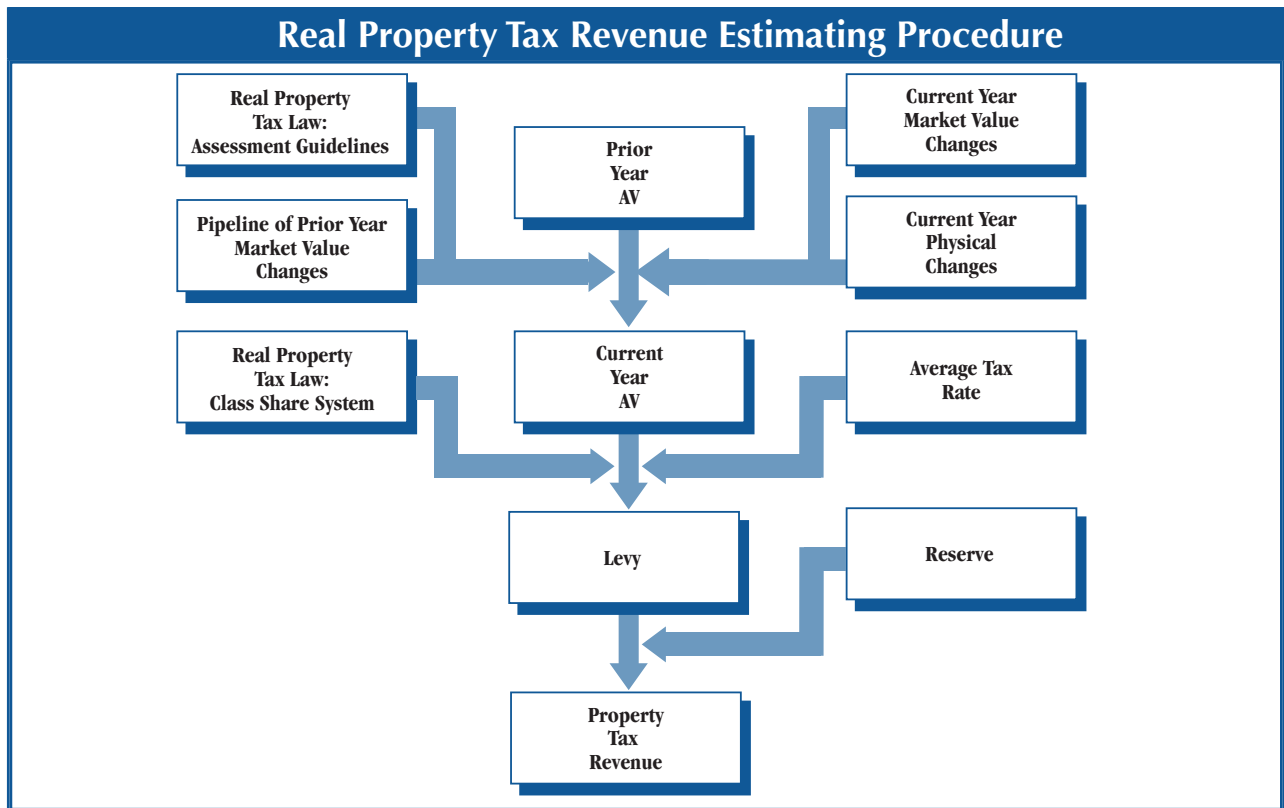 Real Property Tax Revenue Estimating Procedure
Real Property
Tax Law:
Assessment Guidelines
Prior
Year
AV
Current Year
Market Value
Changes
Pipeline of Prior Year
Market Value
Changes
Current Year
Physical
Changes
Real Property
Tax Law:
Class Share System
Current
Year
AV
Average Tax
Rate
Levy
Reserve
Property
Tax
Revenue